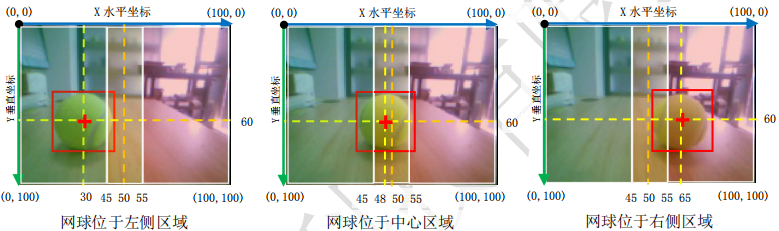 (0, 0) X 水平坐标 (100, 0)
Y 垂直坐标
60
(0, 100) 30 45 50 55 (100, 100)
网球位于左侧区域
(0, 0) X 水平坐标 (100, 0)
Y 垂直坐标
60
(0, 100) 45 48 50 55 (100, 100)
网球位于中心区域
(0, 0) X 水平坐标 (100, 0)
Y 垂直坐标
60
(0, 100) 45 50 55 65 (100, 100)
网球位于右侧区域